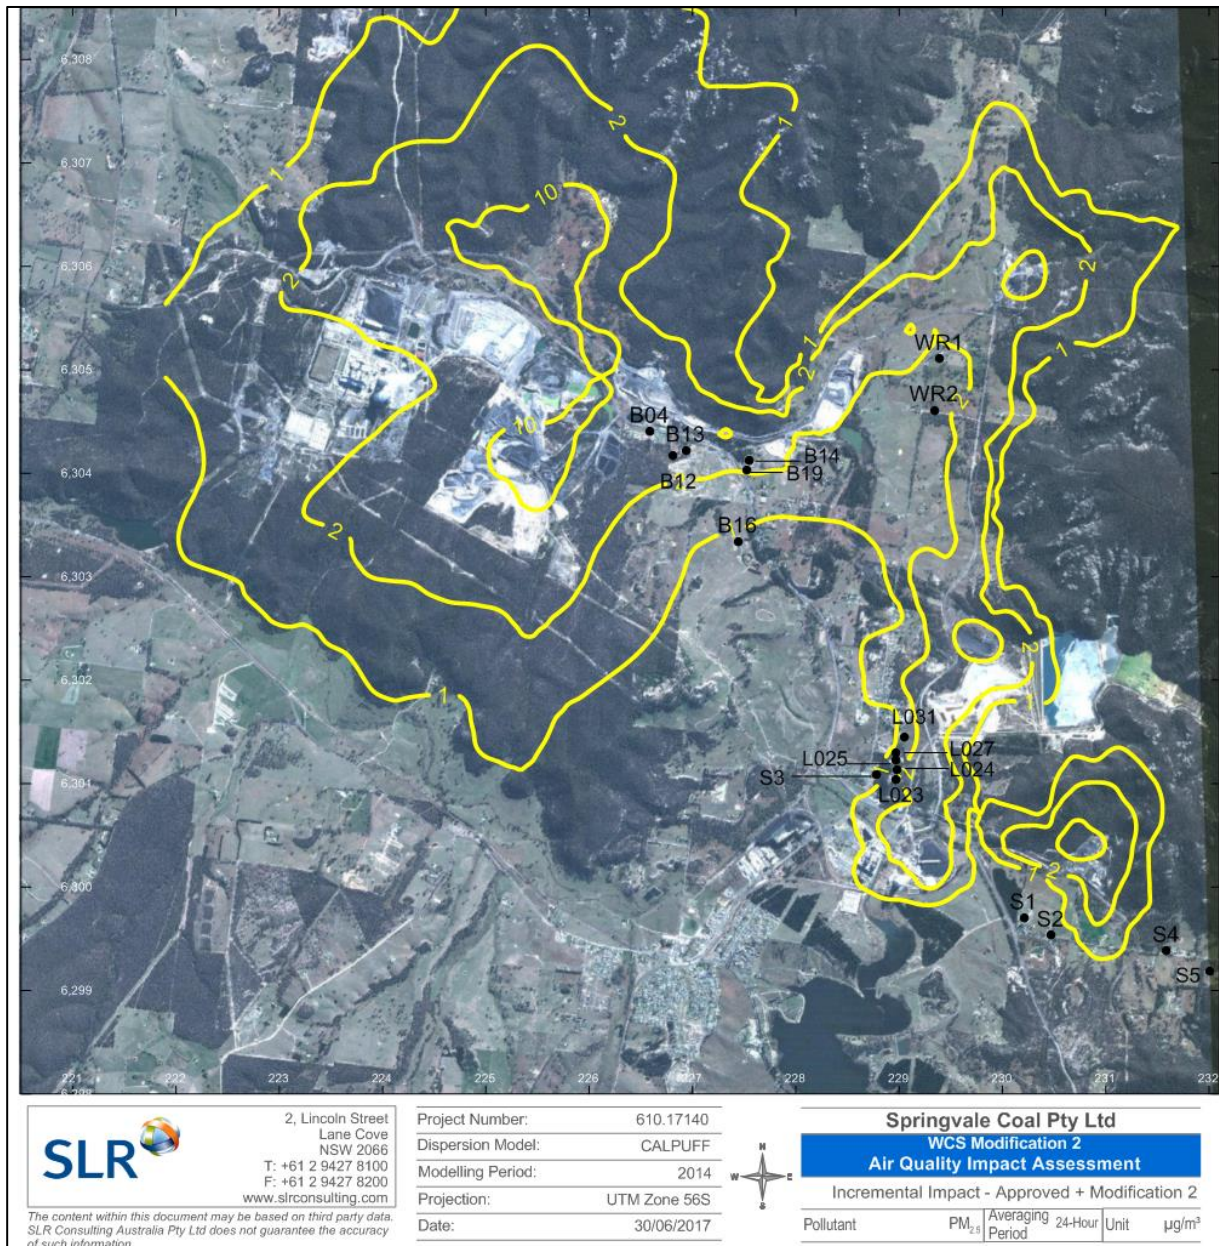 6,308
6,307
6,306
6,305
6,304
6,303
6,302
6,301
6,300
6,299
6,298
221
222
223
224
225
226
227
228
229
230
231
232
1
1
2
10
2
1
2
1
2
1
WR1
WR2
2
B04
B13
B12
B14
B19
10
2
B16
2
1
1
L031
L027
L025
L024
S3
L023
2
1
2
S1
S2
S4
S5
SLR
2, Lincoln Street
Lane Cove
NSW 2066
T: +61 2 9427 8100
F: +61 2 9427 8200
www.slrconsulting.com
The content within this document may be based on third party data.
SLR Consulting Australia Pty Ltd does not guarantee the accuracy
of such information.
Project Number: 610.17140
Dispersion Model: CALPUFF
Modelling Period: 2014
Projection: UTM Zone 56S
Date: 30/06/2017
N
W E
S
Springvale Coal Pty Ltd
WCS Modification 2
Air Quality Impact Assessment
Incremental Impact - Approved + Modification 2
Pollutant PM2.5 Averaging Period 24-Hour Unit µg/m³